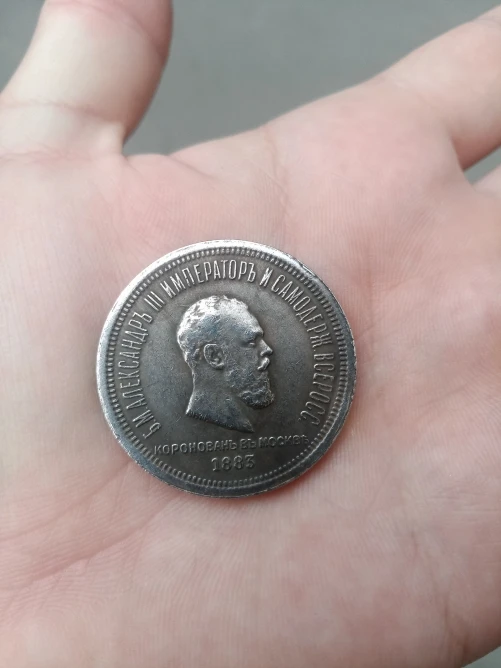 Б.М. АЛЕКСАНДРЪ III ИМПЕРАТОРЪ И САМОДЕРЖ. ВСЕРОСС.
КОРОНОВАНЪ ВЪ МОСКВѢ
1883